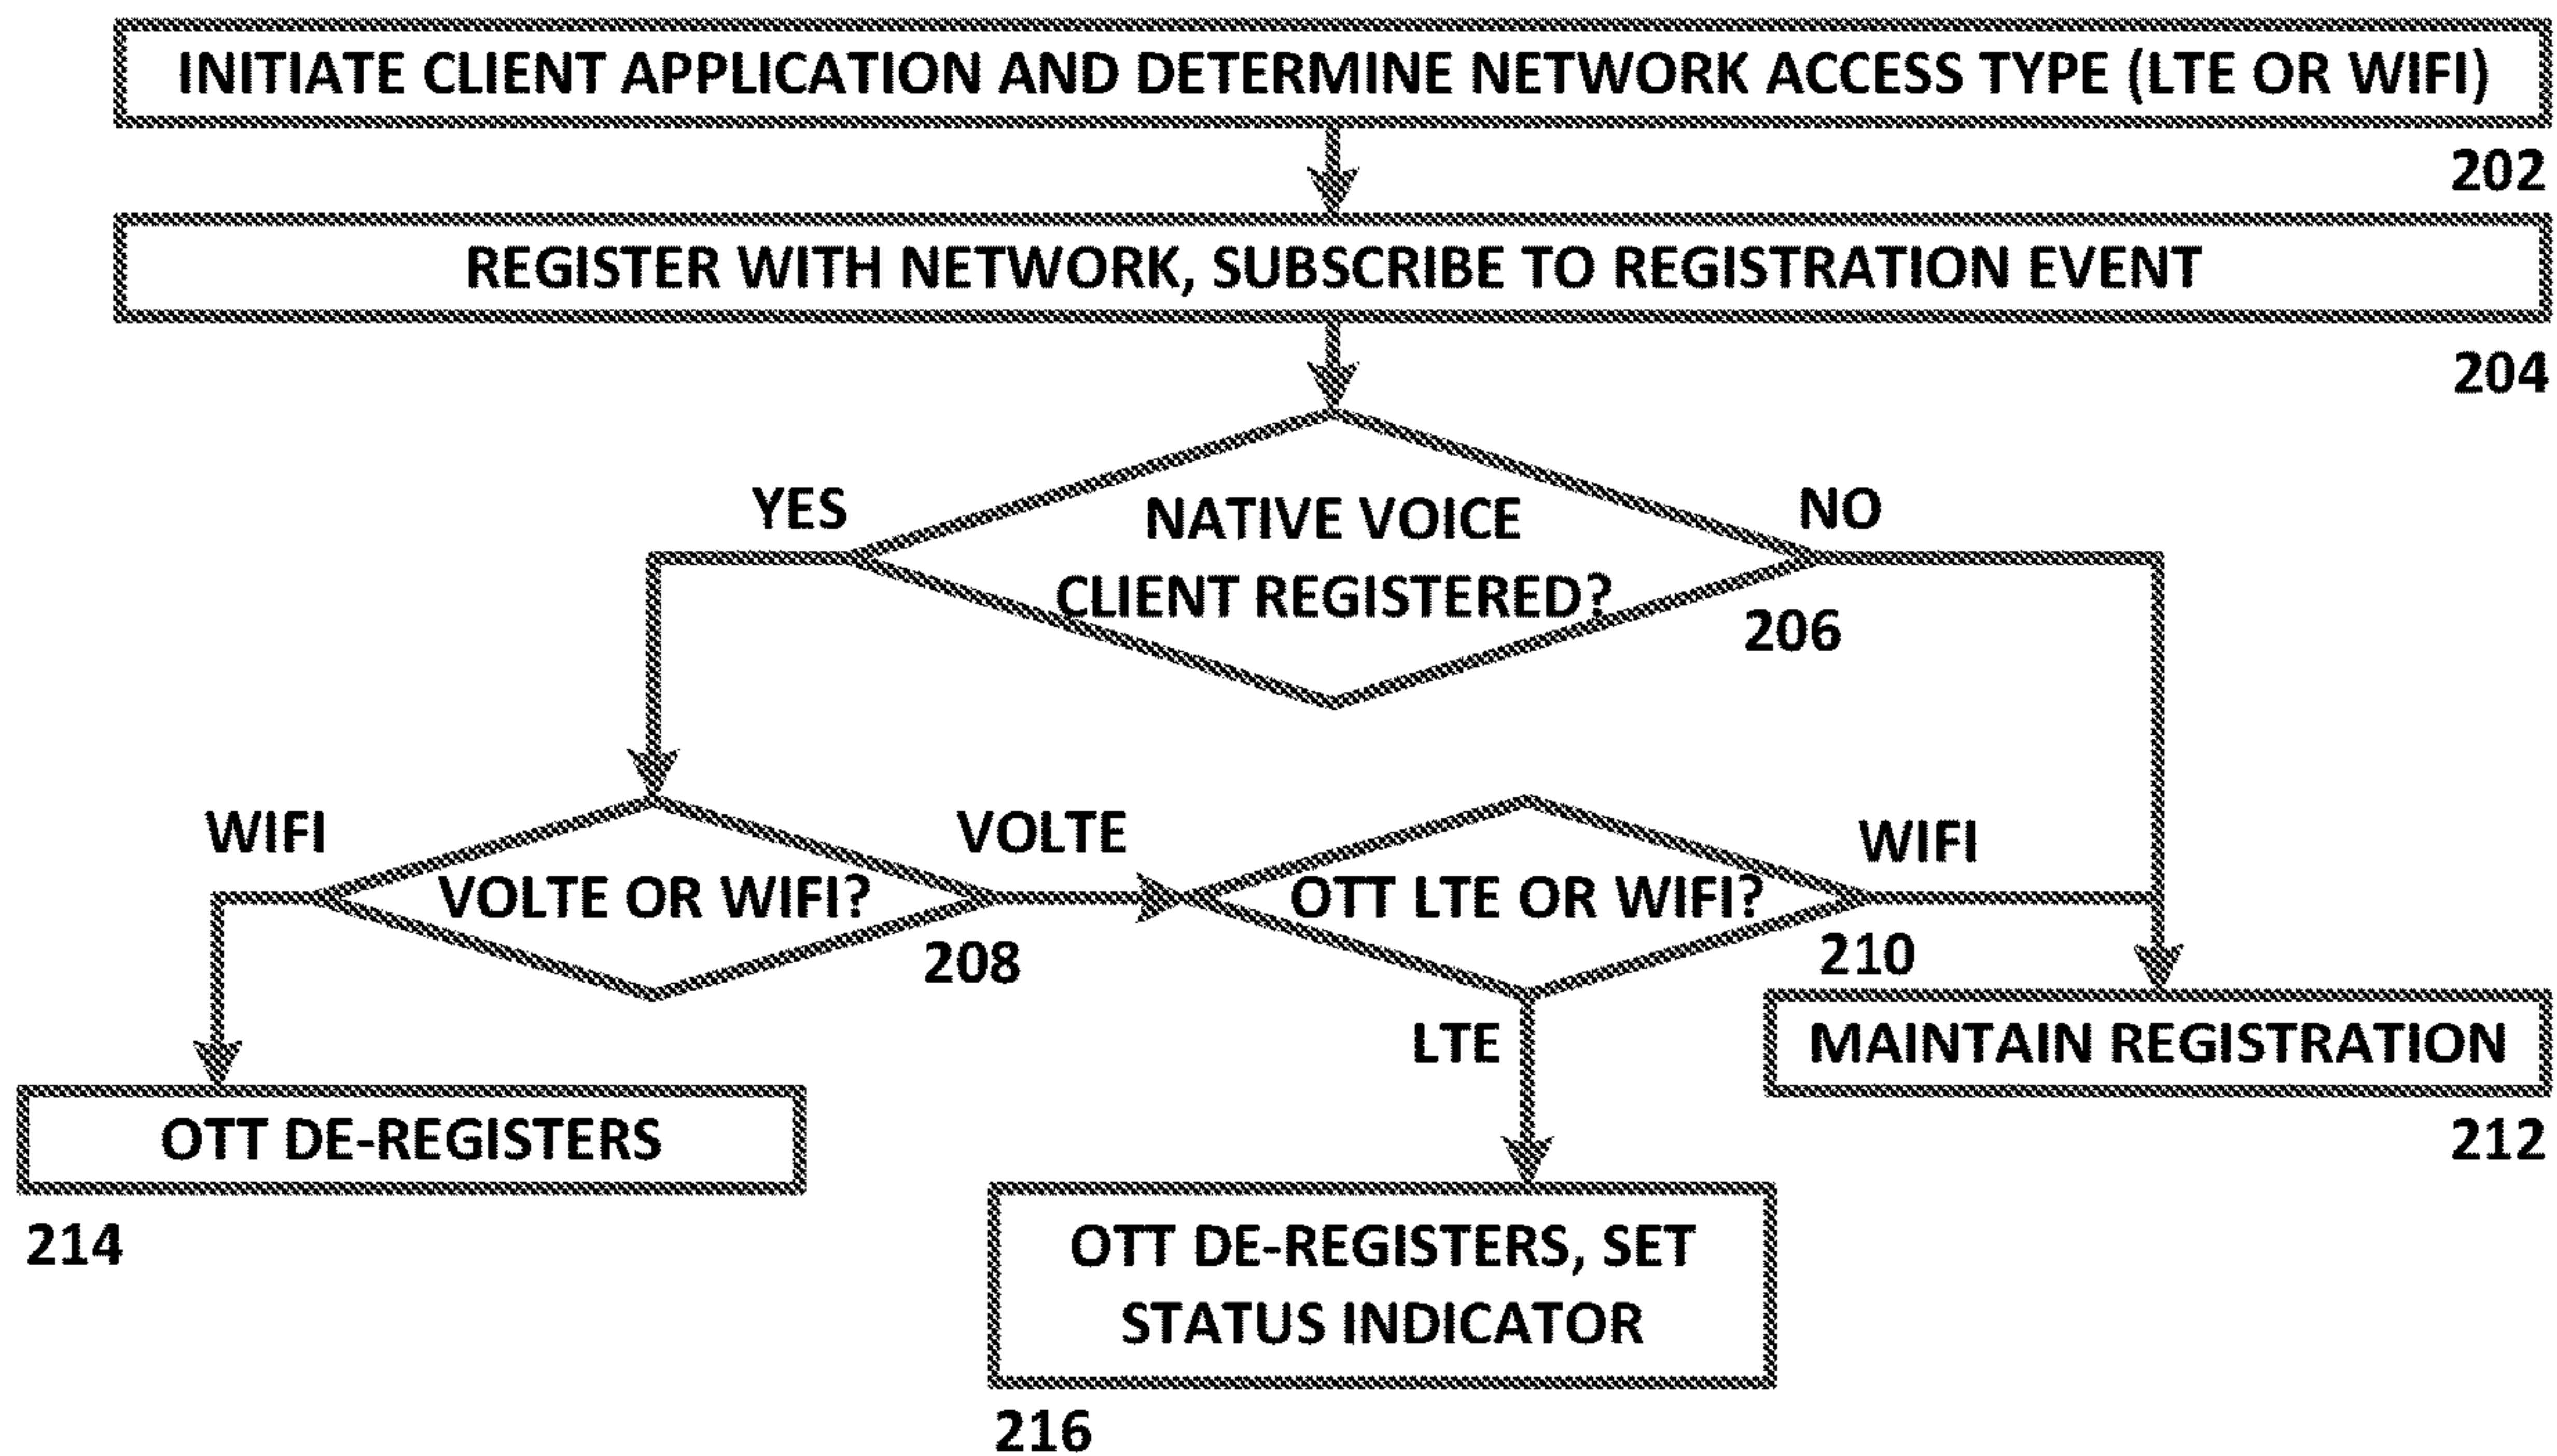 INITIATE CLIENT APPLICATION AND DETERMINE NETWORK ACCESS TYPE (LTE OR WIFI)
202
REGISTER WITH NETWORK, SUBSCRIBE TO REGISTRATION EVENT
204
YES
NO
NATIVE VOICE
CLIENT REGISTERED?
206
WIFI
VOLTE OR WIFI?
208
VOLTE
OTT LTE OR WIFI?
210
WIFI
LTE
MAINTAIN REGISTRATION
212
OTT DE-REGISTERS
214
OTT DE-REGISTERS, SET
STATUS INDICATOR
216